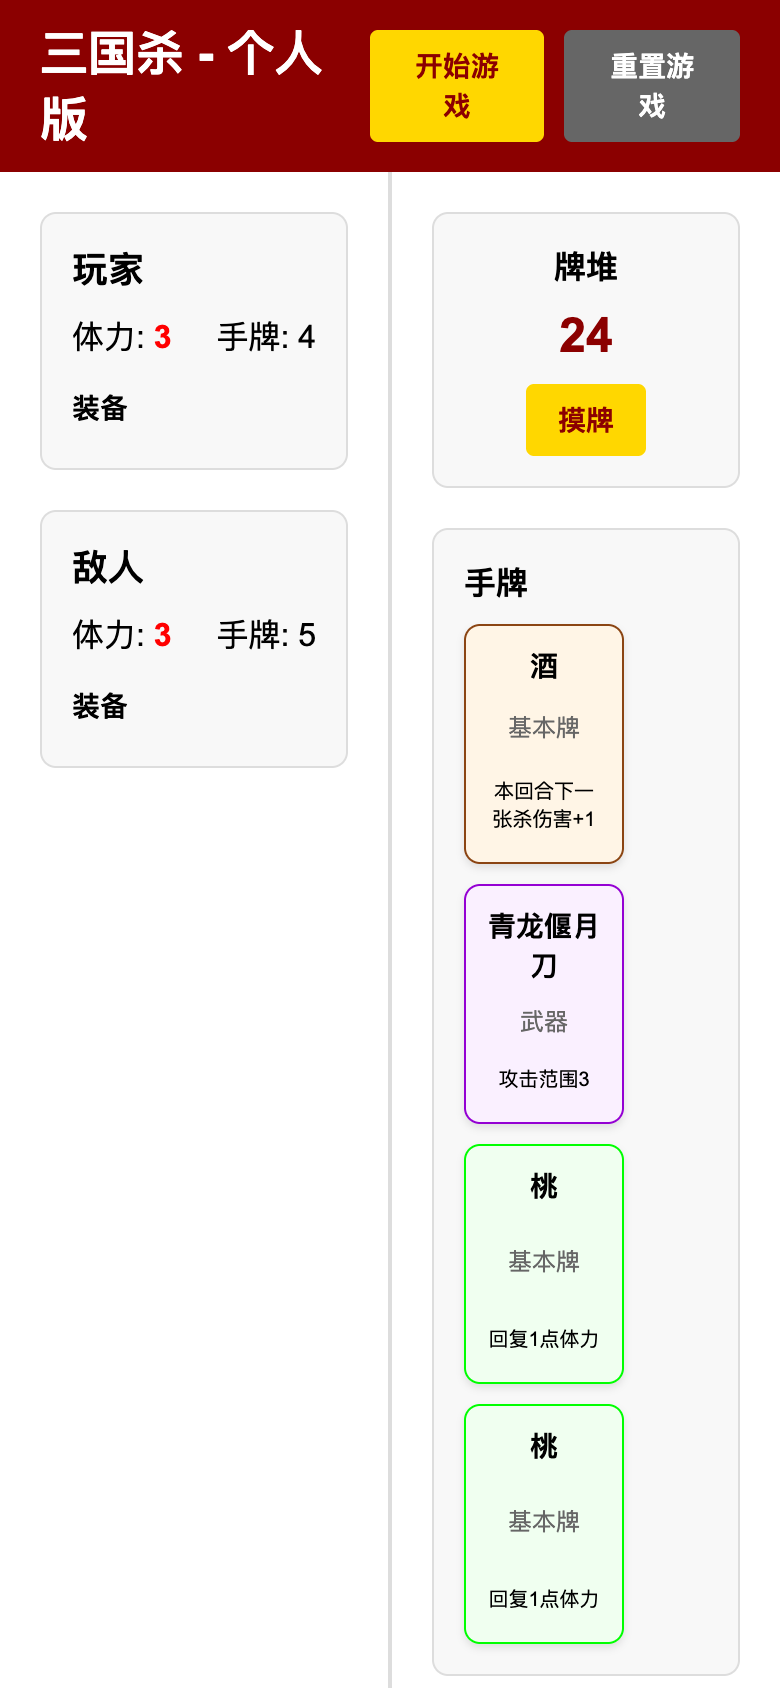 三国杀 - 个人
版
开始游
戏
重置游
戏
玩家
体力: 3 手牌: 4
装备
敌人
体力: 3 手牌: 5
装备
牌堆
24
摸牌
手牌
酒
基本牌
本回合下一
张杀伤害+1
青龙偃月
刀
武器
攻击范围3
桃
基本牌
回复1点体力
桃
基本牌
回复1点体力